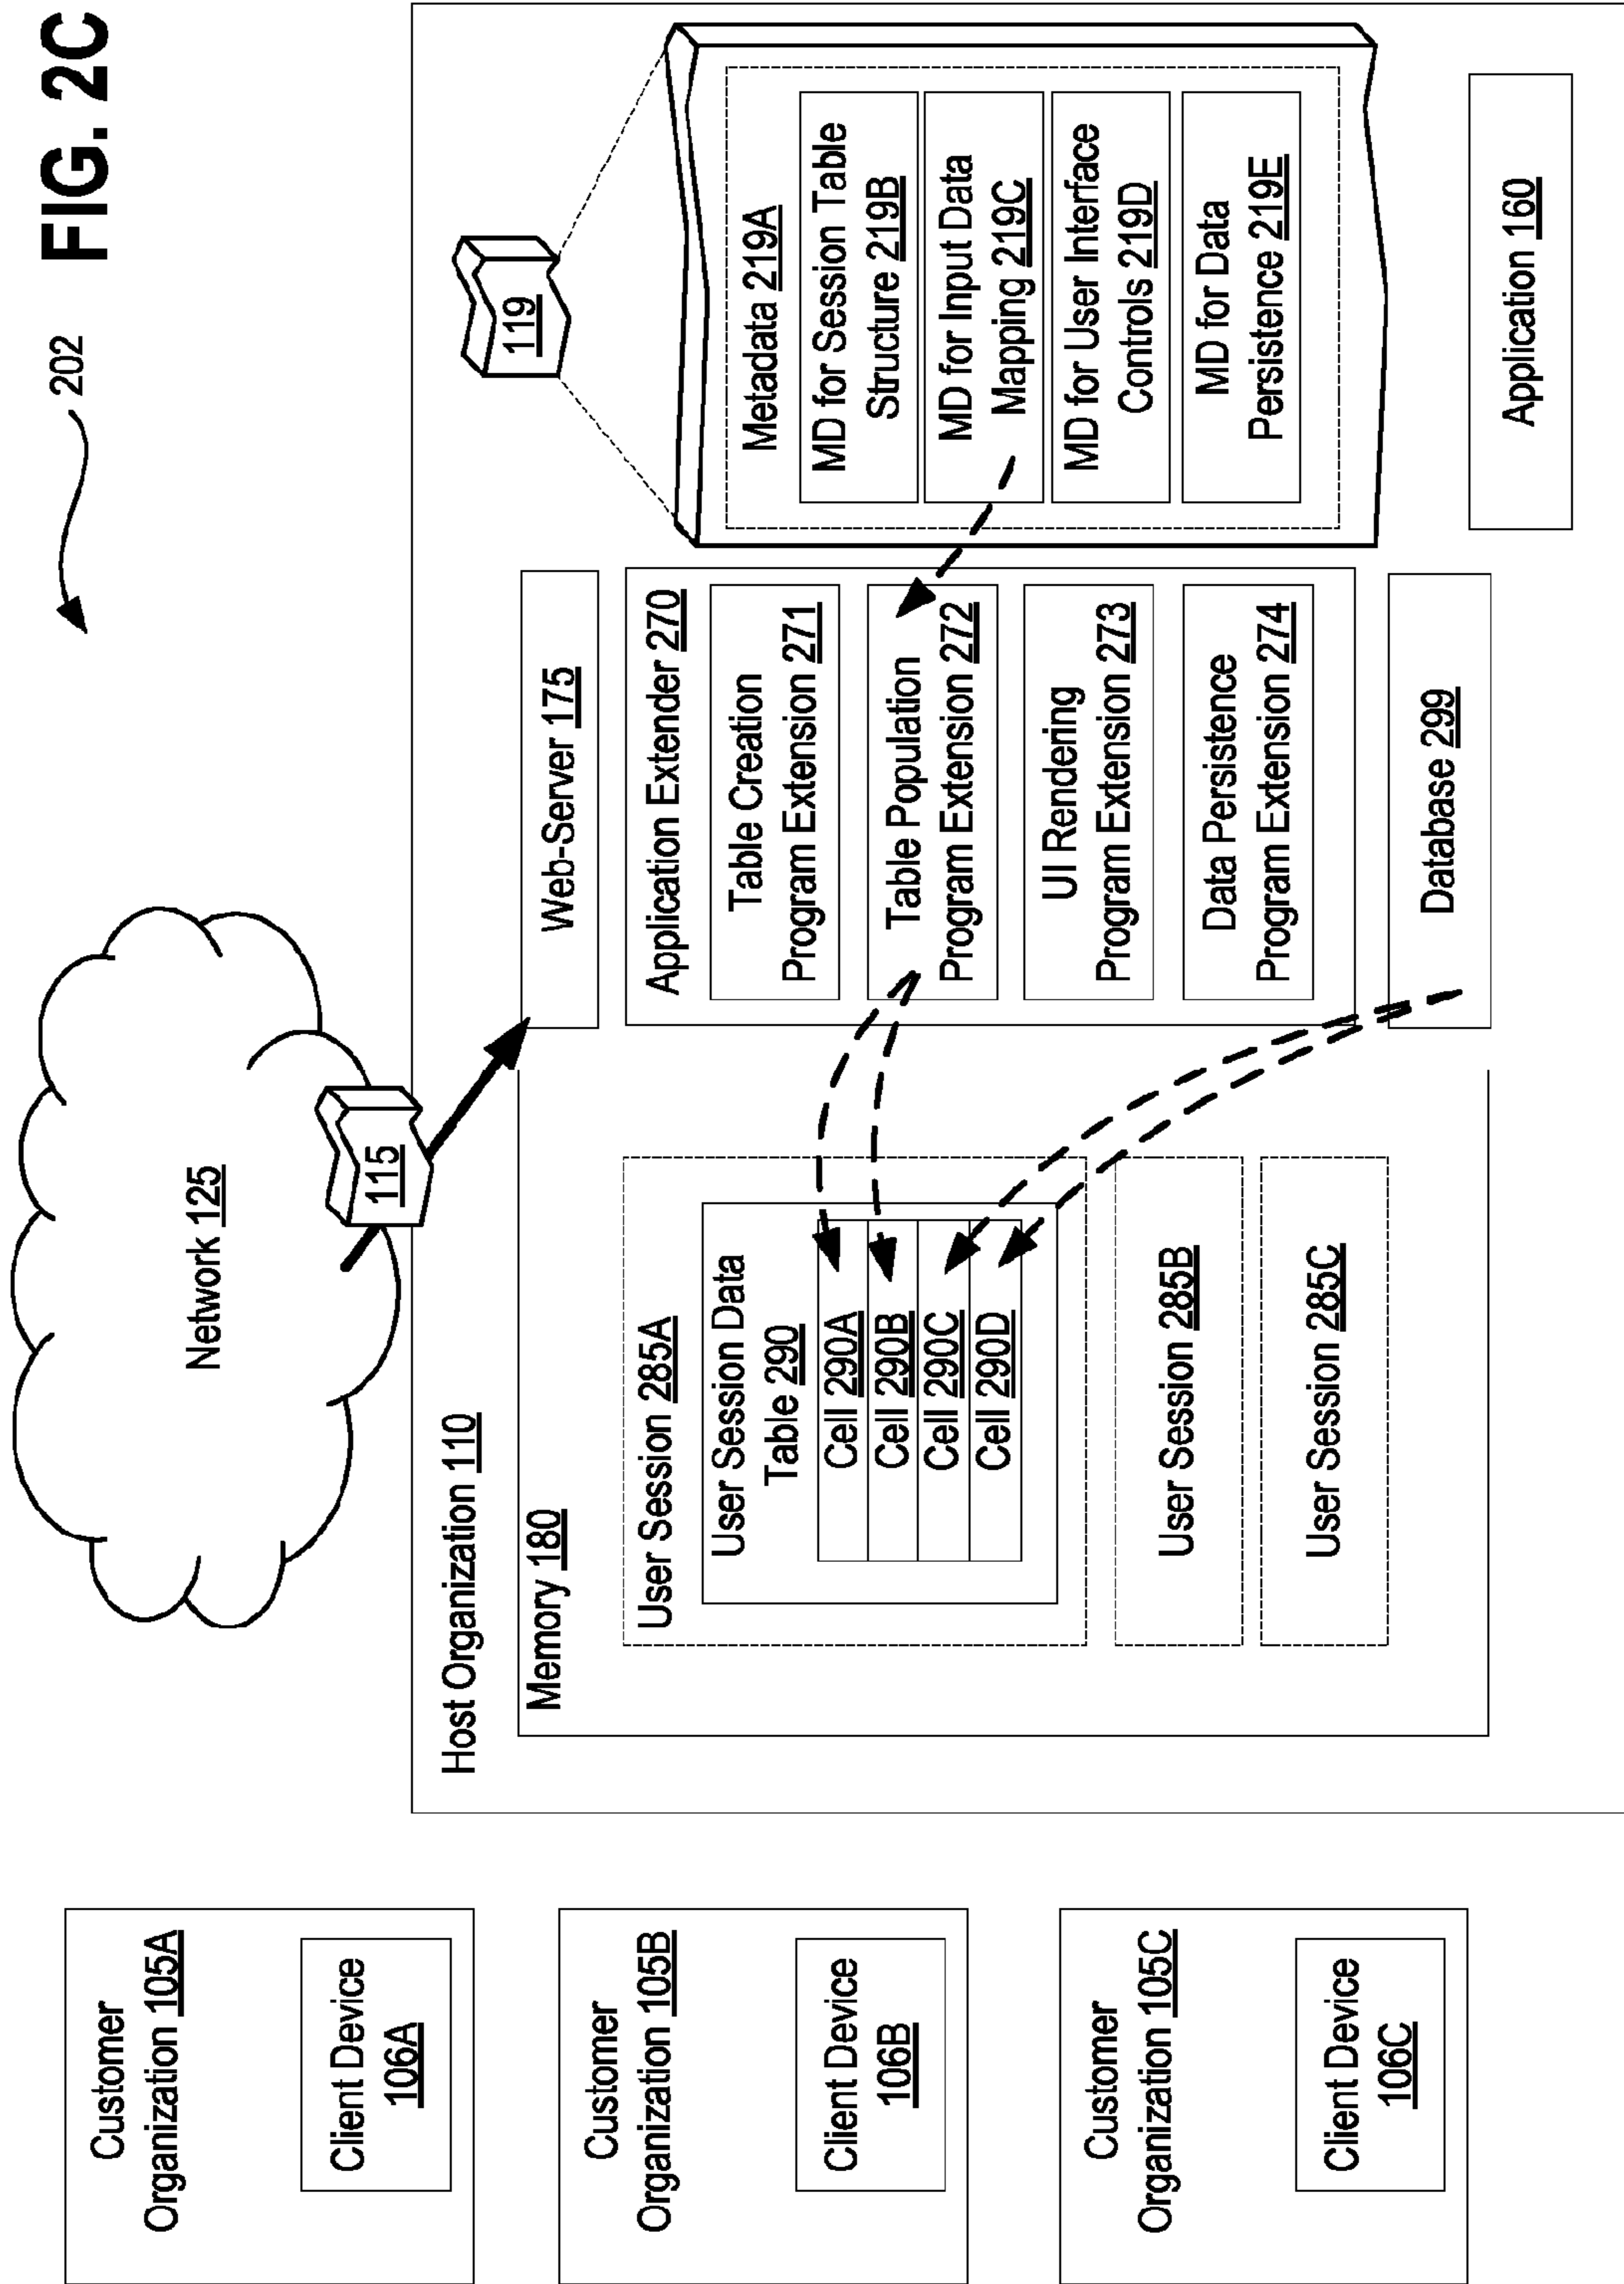 FIG. 2C
202
Customer
Organization 105A
Client Device
106A
Customer
Organization 105B
Client Device
106B
Customer
Organization 105C
Client Device
106C
Network 125
115
Host Organization 110
Memory 180
User Session 285A
User Session Data
Table 290
Cell 290A
Cell 290B
Cell 290C
Cell 290D
User Session 285B
User Session 285C
Web-Server 175
Application Extender 270
Table Creation
Program Extension 271
Table Population
Program Extension 272
UI Rendering
Program Extension 273
Data Persistence
Program Extension 274
Database 299
119
Metadata 219A
MD for Session Table
Structure 219B
MD for Input Data
Mapping 219C
MD for User Interface
Controls 219D
MD for Data
Persistence 219E
Application 160